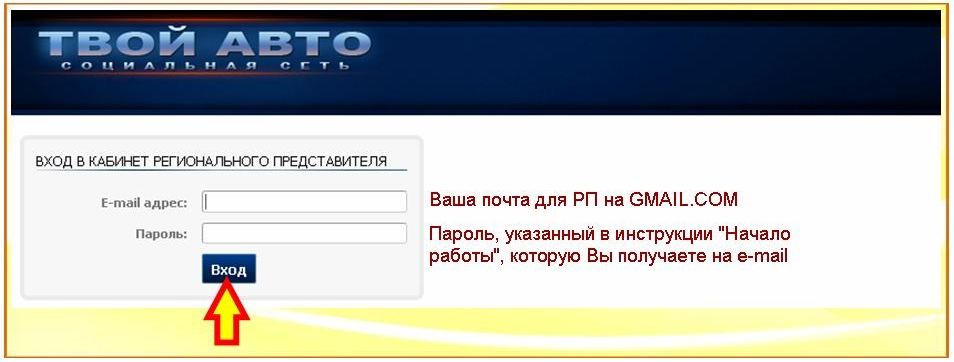 ТВОЙ АВТО
СОЦИАЛЬНАЯ СЕТЬ
ВХОД В КАБИНЕТ РЕГИОНАЛЬНОГО ПРЕДСТАВИТЕЛЯ
E-mail адрес:
Ваша почта для РП на GMAIL.COM
Пароль:
Пароль, указанный в инструкции "Начало
работы", которую Вы получаете на e-mail
Вход